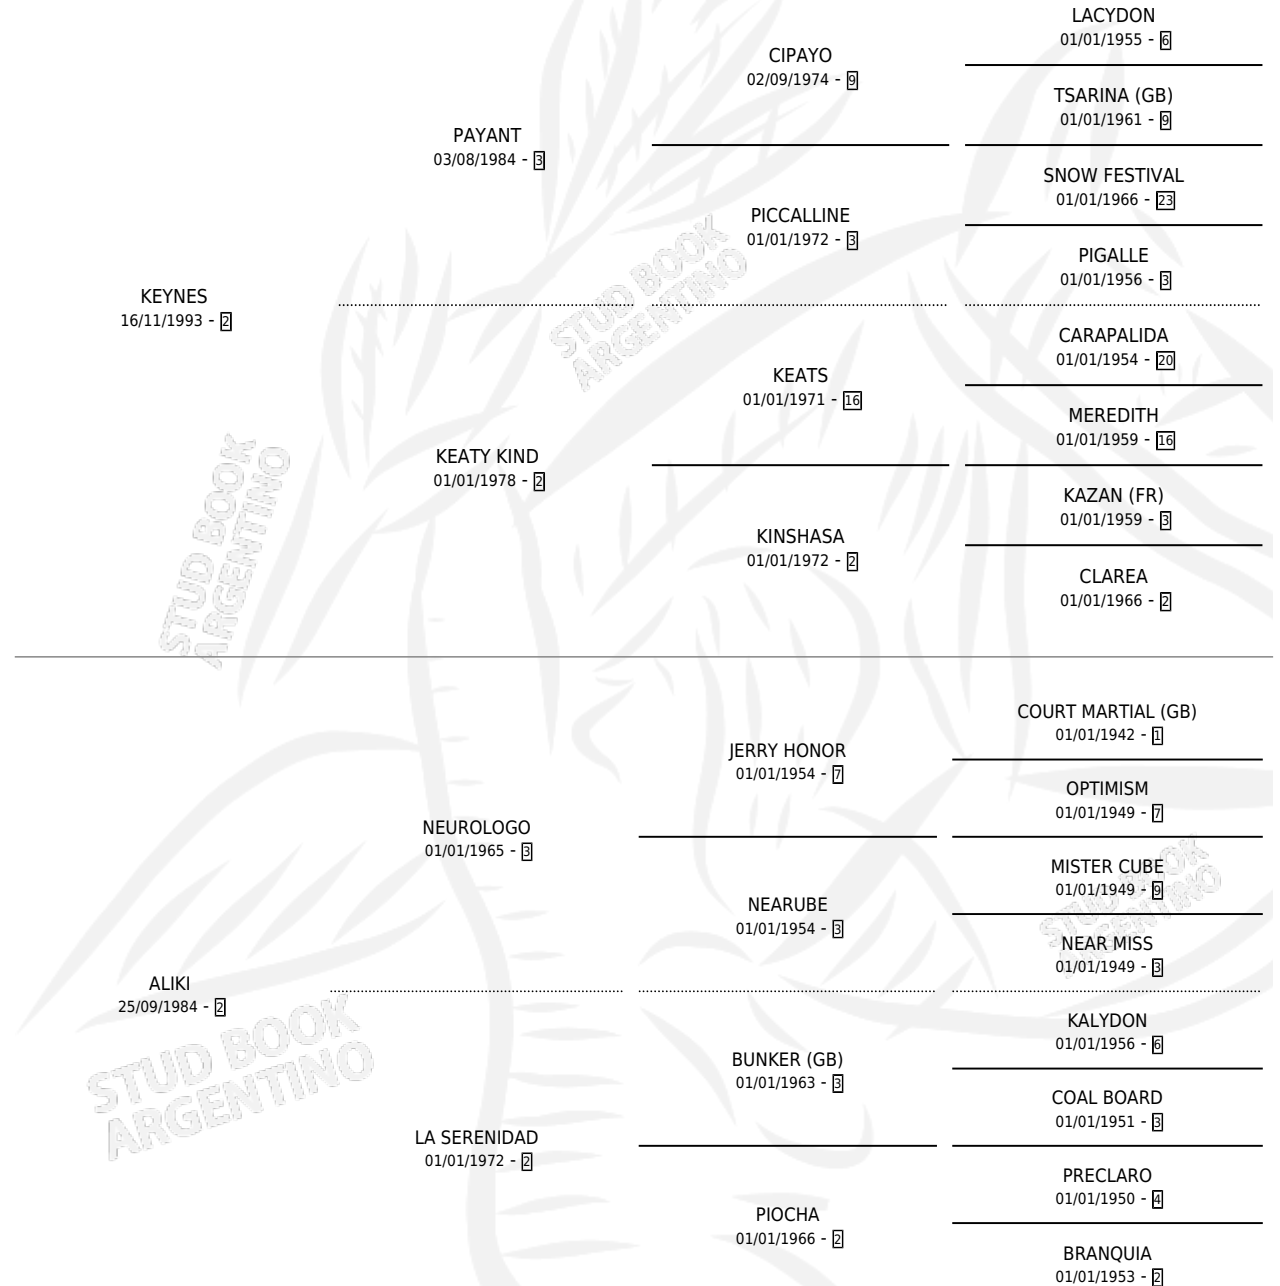 LACYDON
01/01/1955 - 6
CIPAYO
02/09/1974 - 9
TSARINA (GB)
01/01/1961 - 9
PAYANT
03/08/1984 - 3
SNOW FESTIVAL
01/01/1966 - 23
PICCALLINE
01/01/1972 - 3
PIGALLE
01/01/1956 - 3
KEYNES
16/11/1993 - 2
STUD BOOK
ARGENTINO
CARAPALIDA
01/01/1954 - 20
KEATS
01/01/1971 - 16
MEREDITH
01/01/1959 - 16
KEATY KIND
01/01/1978 - 2
KAZAN (FR)
01/01/1959 - 3
KINSHASA
01/01/1972 - 2
CLAREA
01/01/1966 - 2
STUD BOOK
ARGENTINO
COURT MARTIAL (GB)
01/01/1942 - 1
JERRY HONOR
01/01/1954 - 7
OPTIMISM
01/01/1949 - 7
NEUROLOGO
01/01/1965 - 3
MISTER CUBE
01/01/1949 - 9
NEARUBE
01/01/1954 - 3
STUD BOOK
ARGENTINO
NEAR MISS
01/01/1949 - 3
ALIKI
25/09/1984 - 2
KALYDON
01/01/1956 - 6
BUNKER (GB)
01/01/1963 - 3
COAL BOARD
01/01/1951 - 3
STUD BOOK
ARGENTINO
LA SERENIDAD
01/01/1972 - 2
PRECLARO
01/01/1950 - 4
PIOCHA
01/01/1966 - 2
BRANQUIA
01/01/1953 - 2